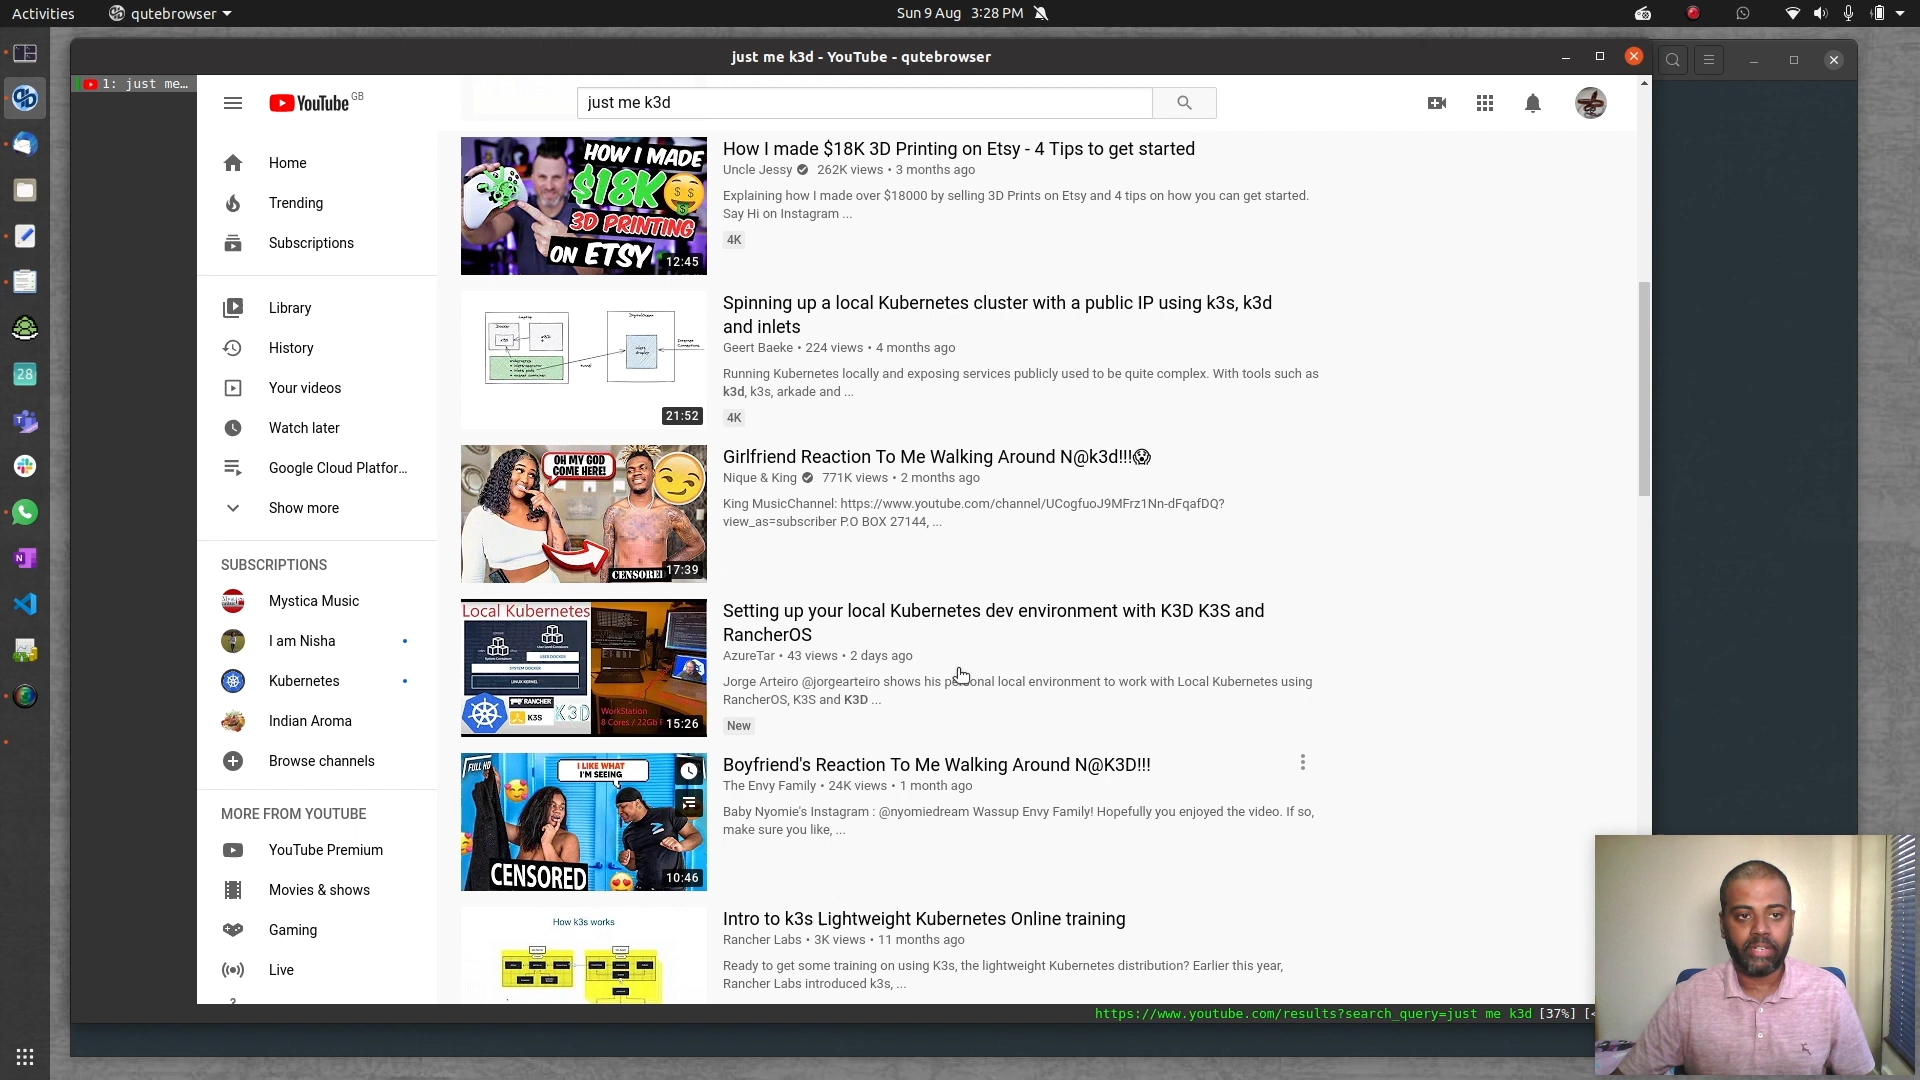 Activities
qutebrowser
Sun 9 Aug 3:28 PM
just me k3d - YouTube - qutebrowser
1: just me…
YouTube GB
just me k3d
Home
Trending
Subscriptions
Library
History
Your videos
Watch later
Google Cloud Platfor...
Show more
SUBSCRIPTIONS
Mystica Music
I am Nisha
Kubernetes
Indian Aroma
Browse channels
MORE FROM YOUTUBE
YouTube Premium
Movies & shows
Gaming
Live
28
HOW I MADE
$18K
3D PRINTING
ON ETSY
12:45
How I made $18K 3D Printing on Etsy - 4 Tips to get started
Uncle Jessy 262K views • 3 months ago
Explaining how I made over $18000 by selling 3D Prints on Etsy and 4 tips on how you can get started.
Say Hi on Instagram ...
4K
21:52
Spinning up a local Kubernetes cluster with a public IP using k3s, k3d
and inlets
Geert Baeke • 224 views • 4 months ago
Running Kubernetes locally and exposing services publicly used to be quite complex. With tools such as
k3d, k3s, arkade and ...
4K
OH MY GOD
COME HERE!
17:39
Girlfriend Reaction To Me Walking Around N@k3d!!!😱
Nique & King 771K views • 2 months ago
King MusicChannel: https://www.youtube.com/channel/UCogfuoJ9MFrz1Nn-dFqafDQ?
view_as=subscriber P.O BOX 27144, ...
Local Kubernetes
SYSTEM DOCKER
LINUX KERNEL
RANCHER
K3S
K3D
WorkStation
15:26
Setting up your local Kubernetes dev environment with K3D K3S and
RancherOS
AzureTar • 43 views • 2 days ago
Jorge Arteiro @jorgearteiro shows his personal local environment to work with Local Kubernetes using
RancherOS, K3S and K3D ...
New
FULL HD
I LIKE WHAT
I'M SEEING
CENSORED
10:46
Boyfriend's Reaction To Me Walking Around N@K3D!!!
The Envy Family • 24K views • 1 month ago
Baby Nyomie's Instagram : @nyomiedream Wassup Envy Family! Hopefully you enjoyed the video. If so,
make sure you like, ...
How k3s works
Intro to k3s Lightweight Kubernetes Online training
Rancher Labs • 3K views • 11 months ago
Ready to get some training on using K3s, the lightweight Kubernetes distribution? Earlier this year,
Rancher Labs introduced k3s, ...
https://www.youtube.com/results?search_query=just me k3d [37%] [<